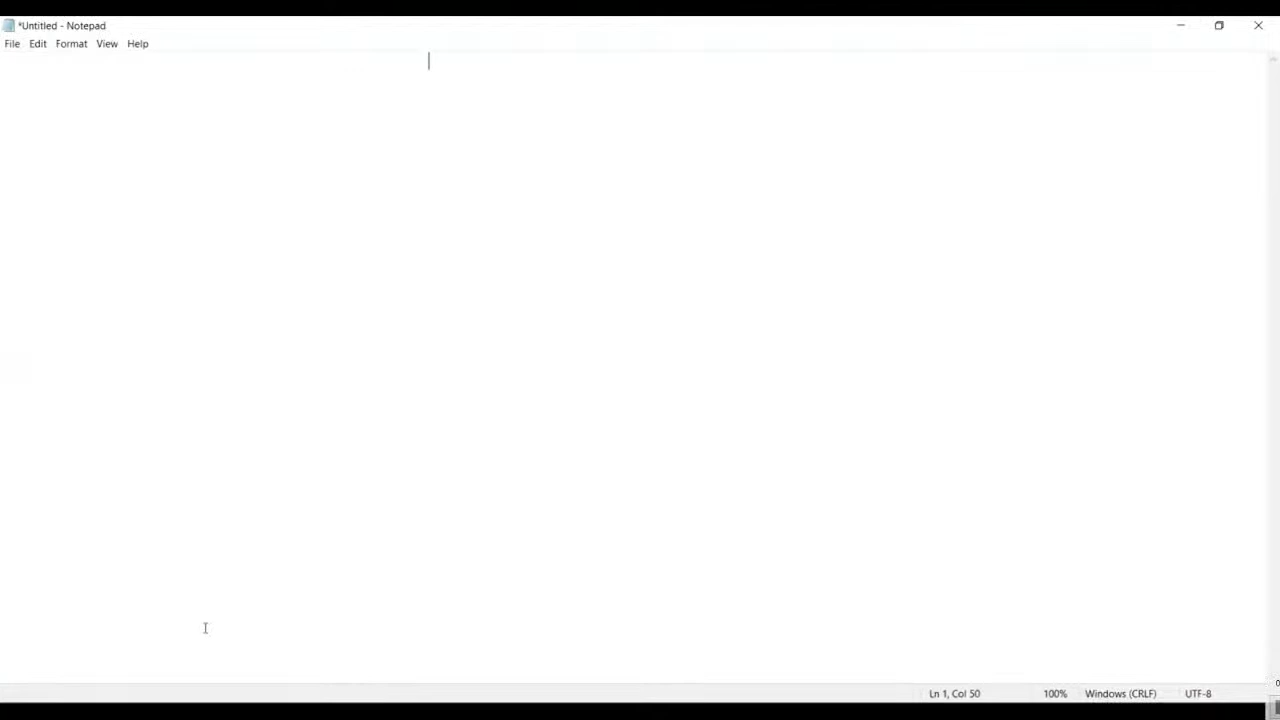 *Untitled - Notepad
File Edit Format View Help
Ln 1, Col 50 100% Windows (CRLF) UTF-8